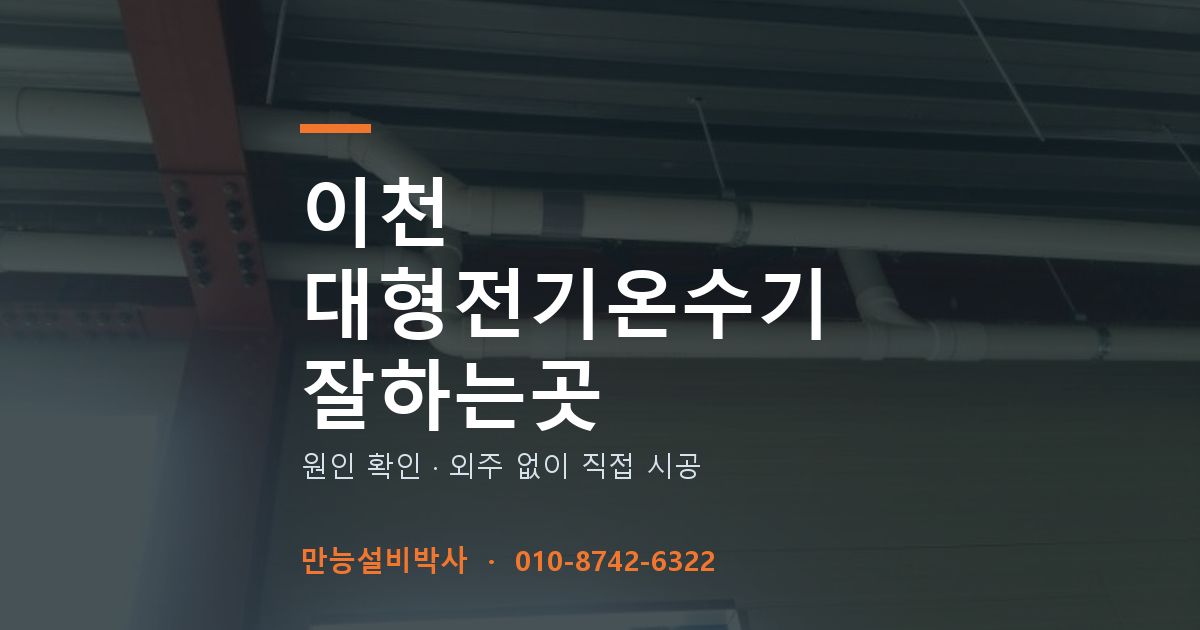 이천
대형전기온수기
잘하는곳
원인 확인 · 외주 없이 직접 시공
만능설비박사 · 010-8742-6322